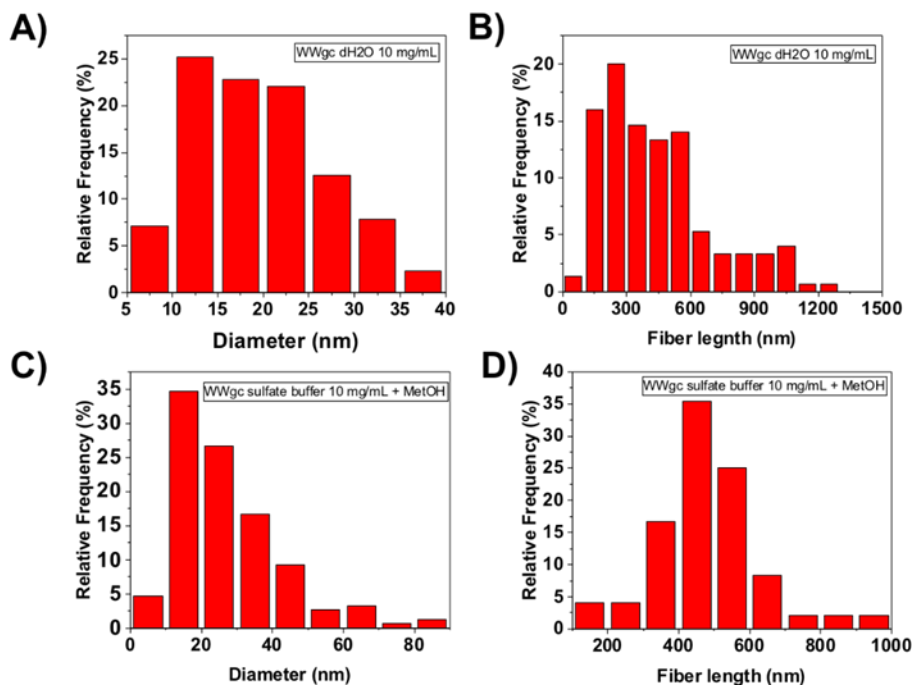 A)
WWgc dH2O 10 mg/mL
Relative Frequency (%)
25
20
15
10
5
0
5 10 15 20 25 30 35 40
Diameter (nm)
B)
WWgc dH2O 10 mg/mL
Relative Frequency (%)
20
15
10
5
0
0 300 600 900 1200 1500
Fiber legnth (nm)
C)
WWgc sulfate buffer 10 mg/mL + MetOH
Relative Frequency (%)
35
30
25
20
15
10
5
0
0 20 40 60 80
Diameter (nm)
D)
WWgc sulfate buffer 10 mg/mL + MetOH
Relative Frequency (%)
40
35
30
25
20
15
10
5
0
200 400 600 800 1000
Fiber length (nm)